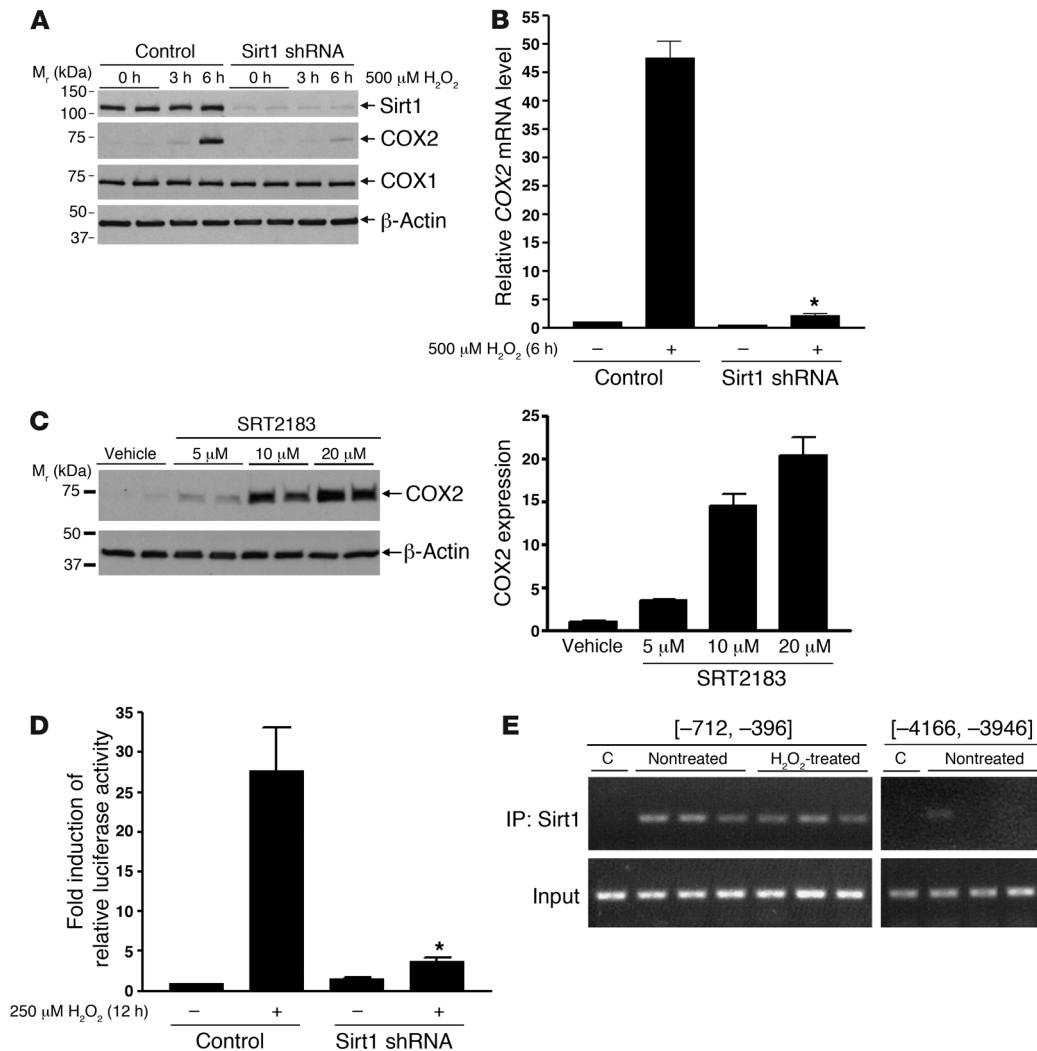 A
Control Sirt1 shRNA
Mr (kDa) 0 h 3 h 6 h 0 h 3 h 6 h 500 μM H2O2
150
100
Sirt1
75
COX2
75
COX1
50
37
β-Actin
B
Relative COX2 mRNA level
55
50
45
40
35
30
25
20
15
10
5
0
*
500 μM H2O2 (6 h) – + – +
Control Sirt1 shRNA
C
SRT2183
Vehicle 5 μM 10 μM 20 μM
Mr (kDa)
75
COX2
50
37
β-Actin
COX2 expression
25
20
15
10
5
0
Vehicle 5 μM 10 μM 20 μM
SRT2183
D
Fold induction of
relative luciferase activity
35
30
25
20
15
10
5
0
*
250 μM H2O2 (12 h) – + – +
Control Sirt1 shRNA
E
[–712, –396] [–4166, –3946]
C Nontreated H2O2-treated C Nontreated
IP: Sirt1
Input